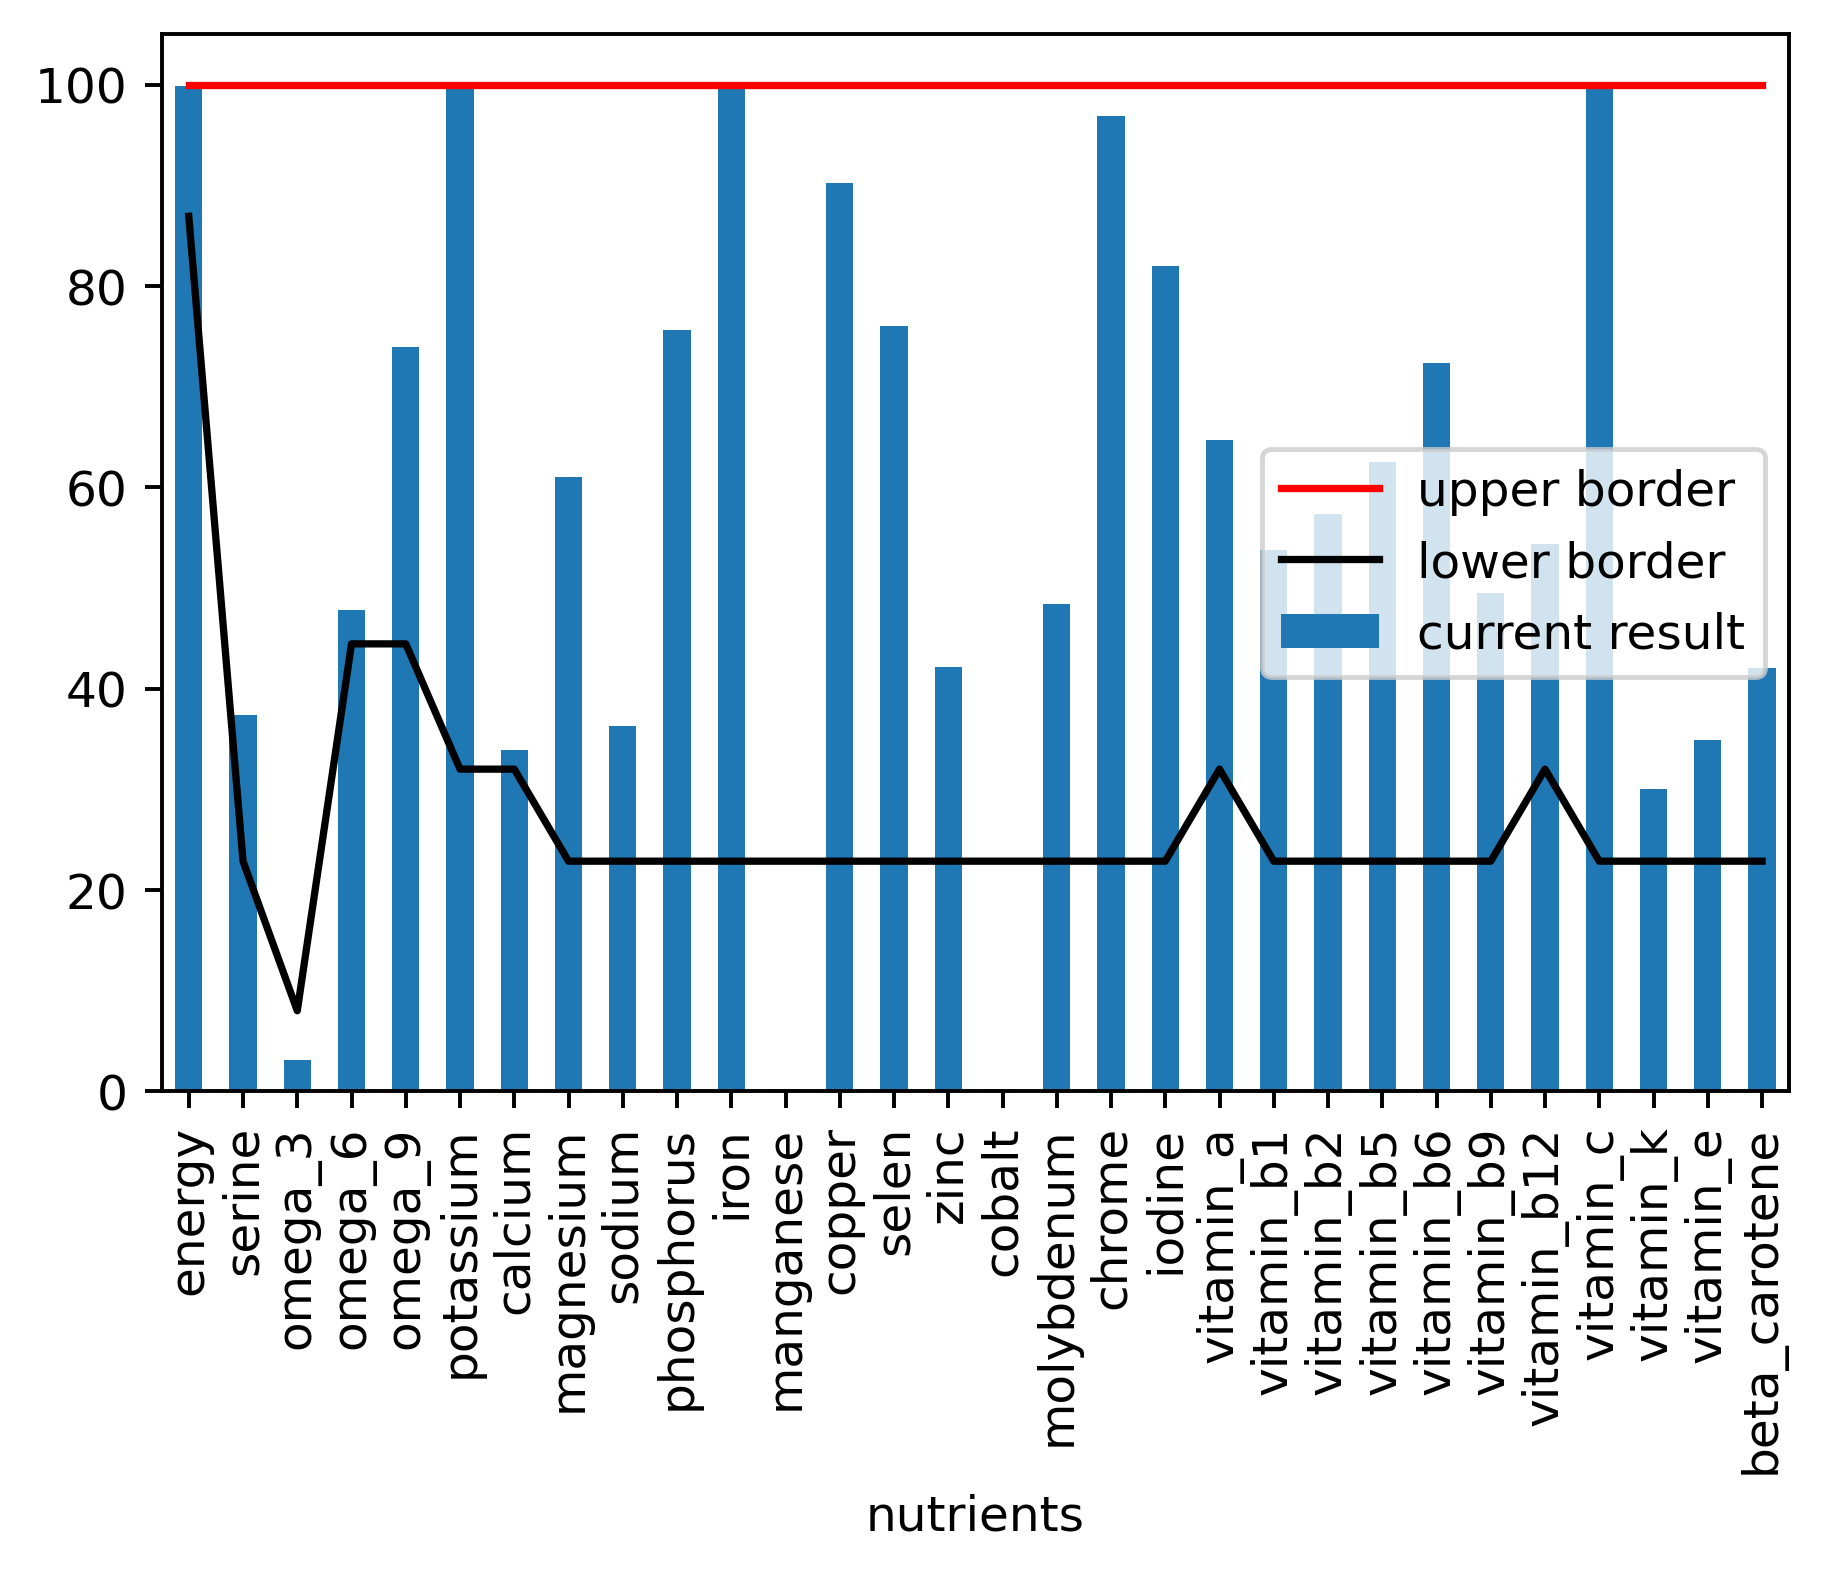 100
80
60
40
20
0
upper border
lower border
current result
energy
serine
omega_3
omega_6
omega_9
potassium
calcium
magnesium
sodium
phosphorus
iron
manganese
copper
selen
zinc
cobalt
molybdenum
chrome
iodine
vitamin_a
vitamin_b1
vitamin_b2
vitamin_b5
vitamin_b6
vitamin_b9
vitamin_b12
vitamin_c
vitamin_k
vitamin_e
beta_carotene
nutrients